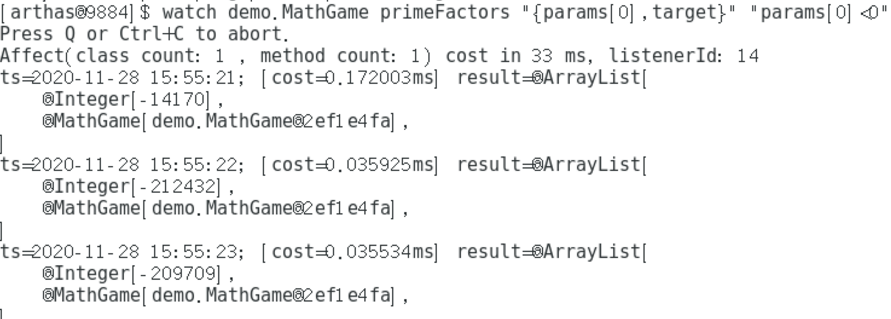 [arthas@9884]$ watch demo.MathGame primeFactors "{params[0],target}" "params[0]<0"
Press Q or Ctrl+C to abort.
Affect(class count: 1 , method count: 1) cost in 33 ms, listenerId: 14
ts=2020-11-28 15:55:21; [cost=0.172003ms] result=@ArrayList[
    @Integer[-14170],
    @MathGame[demo.MathGame@2ef1e4fa],
]
ts=2020-11-28 15:55:22; [cost=0.035925ms] result=@ArrayList[
    @Integer[-212432],
    @MathGame[demo.MathGame@2ef1e4fa],
]
ts=2020-11-28 15:55:23; [cost=0.035534ms] result=@ArrayList[
    @Integer[-209709],
    @MathGame[demo.MathGame@2ef1e4fa],
]